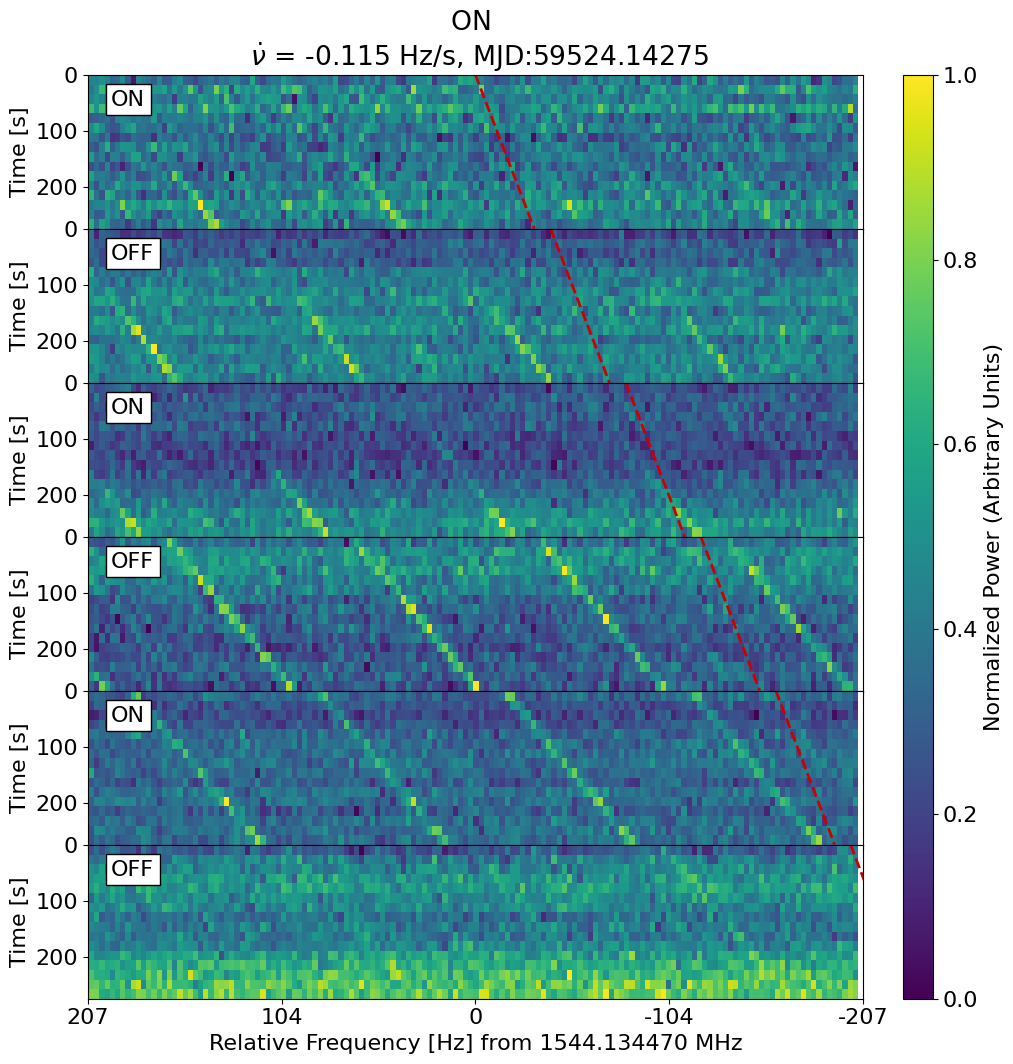 ON
ν̇ = -0.115 Hz/s, MJD:59524.14275
0
ON
100
Time [s]
200
0
OFF
100
Time [s]
200
0
ON
100
Time [s]
200
0
OFF
100
Time [s]
200
0
ON
100
Time [s]
200
0
OFF
100
Time [s]
200
207 104 0 -104 -207
Relative Frequency [Hz] from 1544.134470 MHz
1.0
0.8
0.6
0.4
0.2
0.0
Normalized Power (Arbitrary Units)